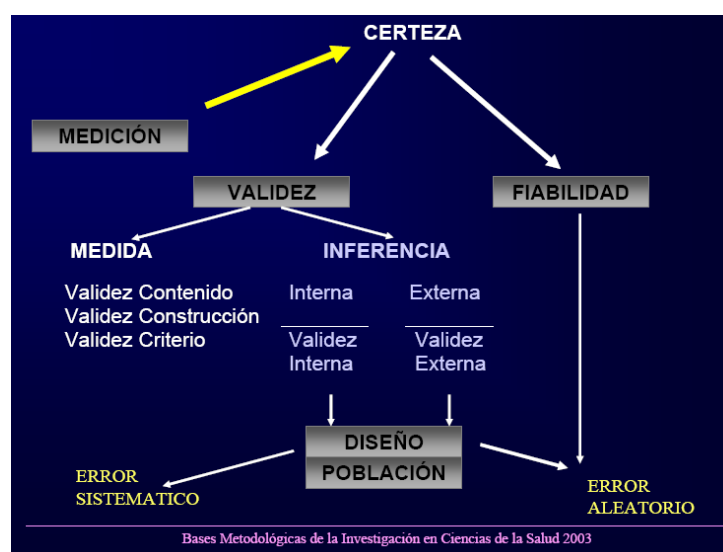 CERTEZA
MEDICIÓN
VALIDEZ
FIABILIDAD
MEDIDA
INFERENCIA
Validez Contenido
Validez Construcción
Validez Criterio
Interna
Externa
Validez
Interna
Validez
Externa
DISEÑO
POBLACIÓN
ERROR
SISTEMATICO
ERROR
ALEATORIO
Bases Metodológicas de la Investigación en Ciencias de la Salud 2003